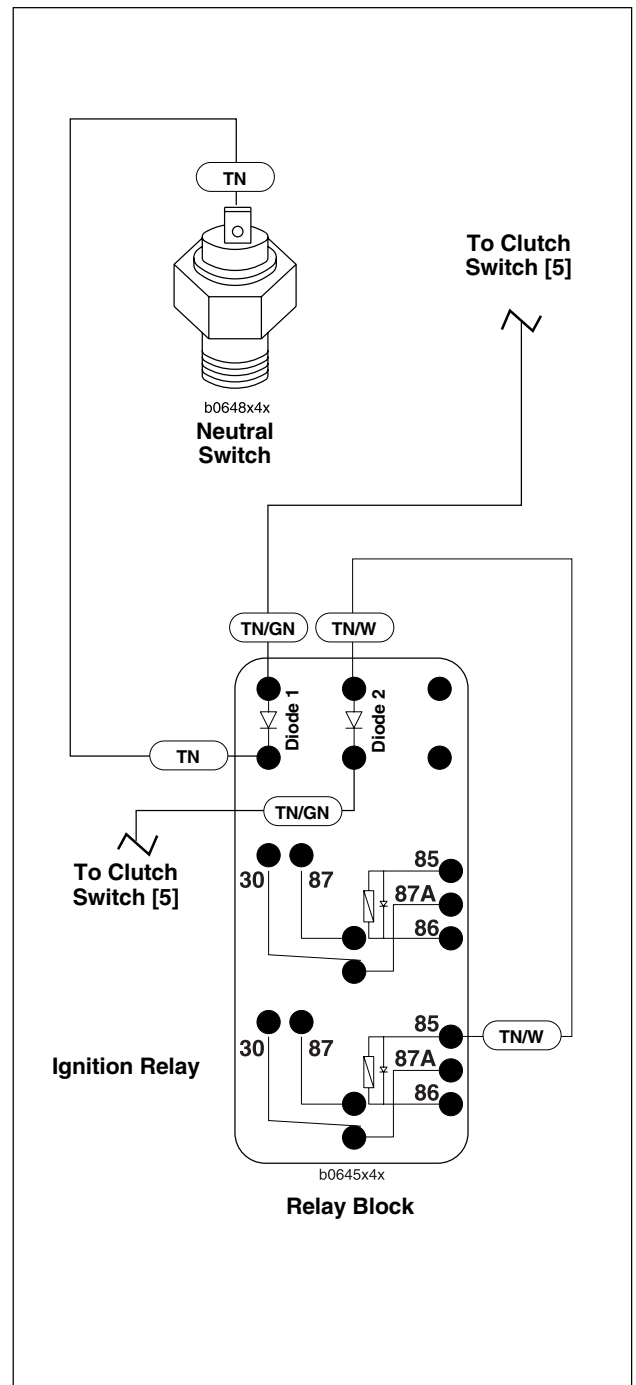 TN
To Clutch
Switch [5]
b0648x4x
Neutral
Switch
TN/GN
TN/W
Diode 1
Diode 2
TN
TN/GN
To Clutch
Switch [5]
30
87
85
87A
86
Ignition Relay
30
87
85
87A
86
TN/W
b0645x4x
Relay Block